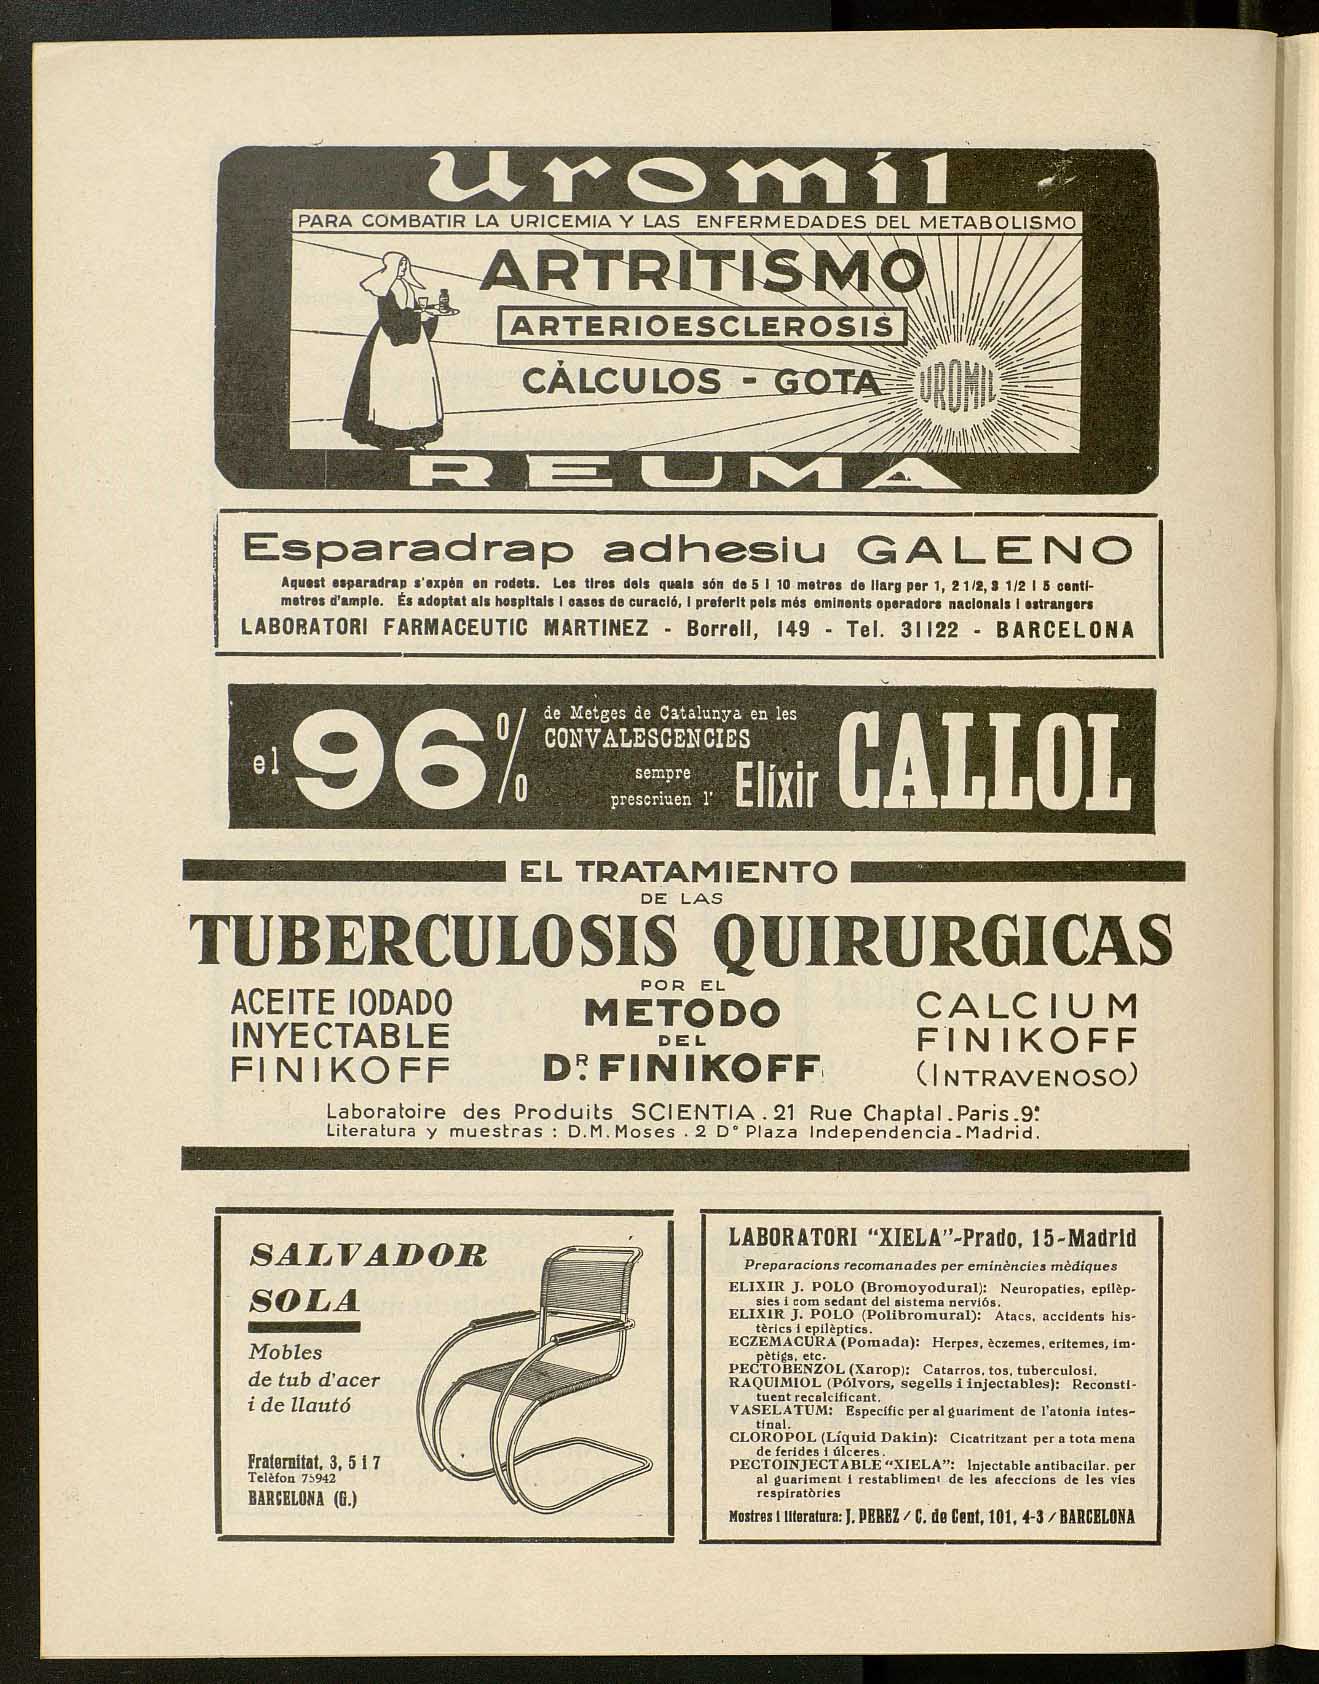 Uromil
PARA COMBATIR LA URICEMIA Y LAS ENFERMEDADES DEL METABOLISMO
ARTRITISMO
ARTERIOESCLEROSIS
CÁLCULOS - GOTA
UROMIL
REUMA
Esparadrap adhesiu GALENO
Aquest esparadrap s'expèn en rodets. Les tires dels quals són de 5 i 10 metres de llarg per 1, 2 1/2, 3 1/2 i 5 centí-
metres d'ample. És adoptat als hospitals i cases de curació, i preferit pels més eminents operadors nacionals i estrangers
LABORATORI FARMACEUTIC MARTINEZ - Borrell, 149 - Tel. 31122 - BARCELONA
el 96%
de Metges de Catalunya en les
CONVALESCENCIES
sempre
prescriuen l'
Elíxir CALLOL
EL TRATAMIENTO
DE LAS
TUBERCULOSIS QUIRURGICAS
POR EL
METODO
DEL
DR. FINIKOFF
ACEITE IODADO
INYECTABLE
FINIKOFF
CALCIUM
FINIKOFF
(INTRAVENOSO)
Laboratoire des Produits SCIENTIA . 21 Rue Chaptal . Paris . 9e
Literatura y muestras : D.M. Moses . 2 Do Plaza Independencia - Madrid.
SALVADOR
SOLA
Mobles
de tub d'acer
i de llautó
Fraternitat, 3, 5 i 7
Telèfon 75942
BARCELONA (G.)
LABORATORI "XIELA"-Prado, 15-Madrid
Preparacions recomanades per eminències mèdiques
ELIXIR J. POLO (Bromoyodural): Neuropaties, epilèp-
sies i com sedant del sistema nerviós.
ELIXIR J. POLO (Polibromural): Atacs, accidents his-
tèrics i epilèptics.
ECZEMACURA (Pomada): Herpes, èczemes, eritemes, im-
pètigs, etc.
PECTOBENZOL (Xarop): Catarros, tos, tuberculosi.
RAQUIMIOL (Pólvors, segells i injectables): Reconsti-
tuent recalcificant.
VASELATUM: Específic per al guariment de l'atonia intes-
tinal.
CLOROPOL (Líquid Dakin): Cicatritzant per a tota mena
de ferides i úlceres.
PECTOINJECTABLE "XIELA": Injectable antibacilar. per
al guariment i restabliment de les afeccions de les vies
respiratòries
Mostres i literatura: J. PEREZ / C. de Cent, 101, 4-3 / BARCELONA